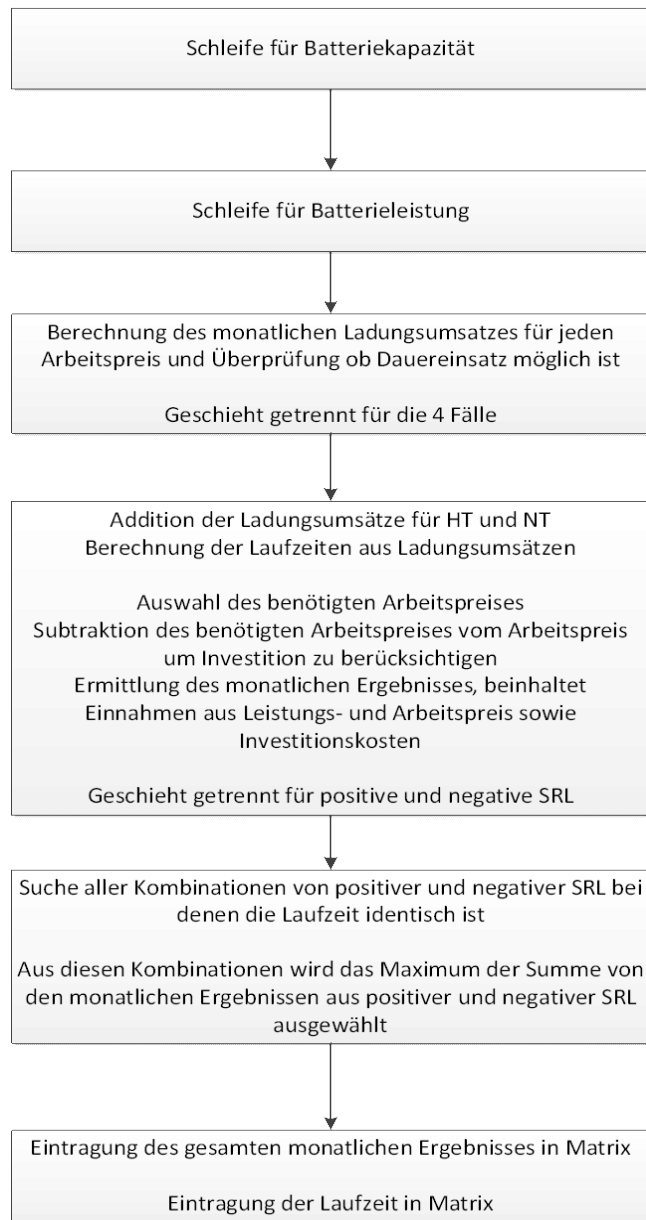 Schleife für Batteriekapazität
Schleife für Batterieleistung
Berechnung des monatlichen Ladungsumsatzes für jeden
Arbeitspreis und Überprüfung ob Dauereinsatz möglich ist
Geschieht getrennt für die 4 Fälle
Addition der Ladungsumsätze für HT und NT
Berechnung der Laufzeiten aus Ladungsumsätzen
Auswahl des benötigten Arbeitspreises
Subtraktion des benötigten Arbeitspreises vom Arbeitspreis
um Investition zu berücksichtigen
Ermittlung des monatlichen Ergebnisses, beinhaltet
Einnahmen aus Leistungs- und Arbeitspreis sowie
Investitionskosten
Geschieht getrennt für positive und negative SRL
Suche aller Kombinationen von positiver und negativer SRL bei
denen die Laufzeit identisch ist
Aus diesen Kombinationen wird das Maximum der Summe von
den monatlichen Ergebnissen aus positiver und negativer SRL
ausgewählt
Eintragung des gesamten monatlichen Ergebnisses in Matrix
Eintragung der Laufzeit in Matrix